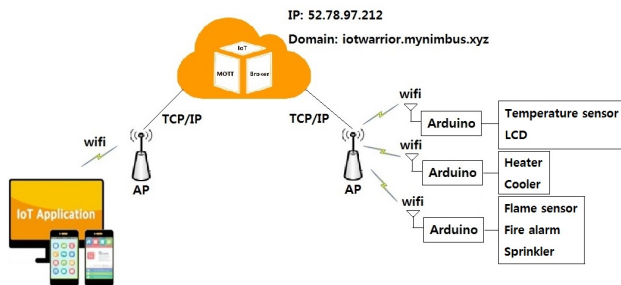 IP: 52.78.97.212
Domain: iotwarrior.mynimbus.xyz
IoT
MQTT
Broker
TCP/IP
TCP/IP
wifi
AP
IoT Application
AP
wifi
Arduino
Temperature sensor
LCD
wifi
Arduino
Heater
Cooler
wifi
Arduino
Flame sensor
Fire alarm
Sprinkler